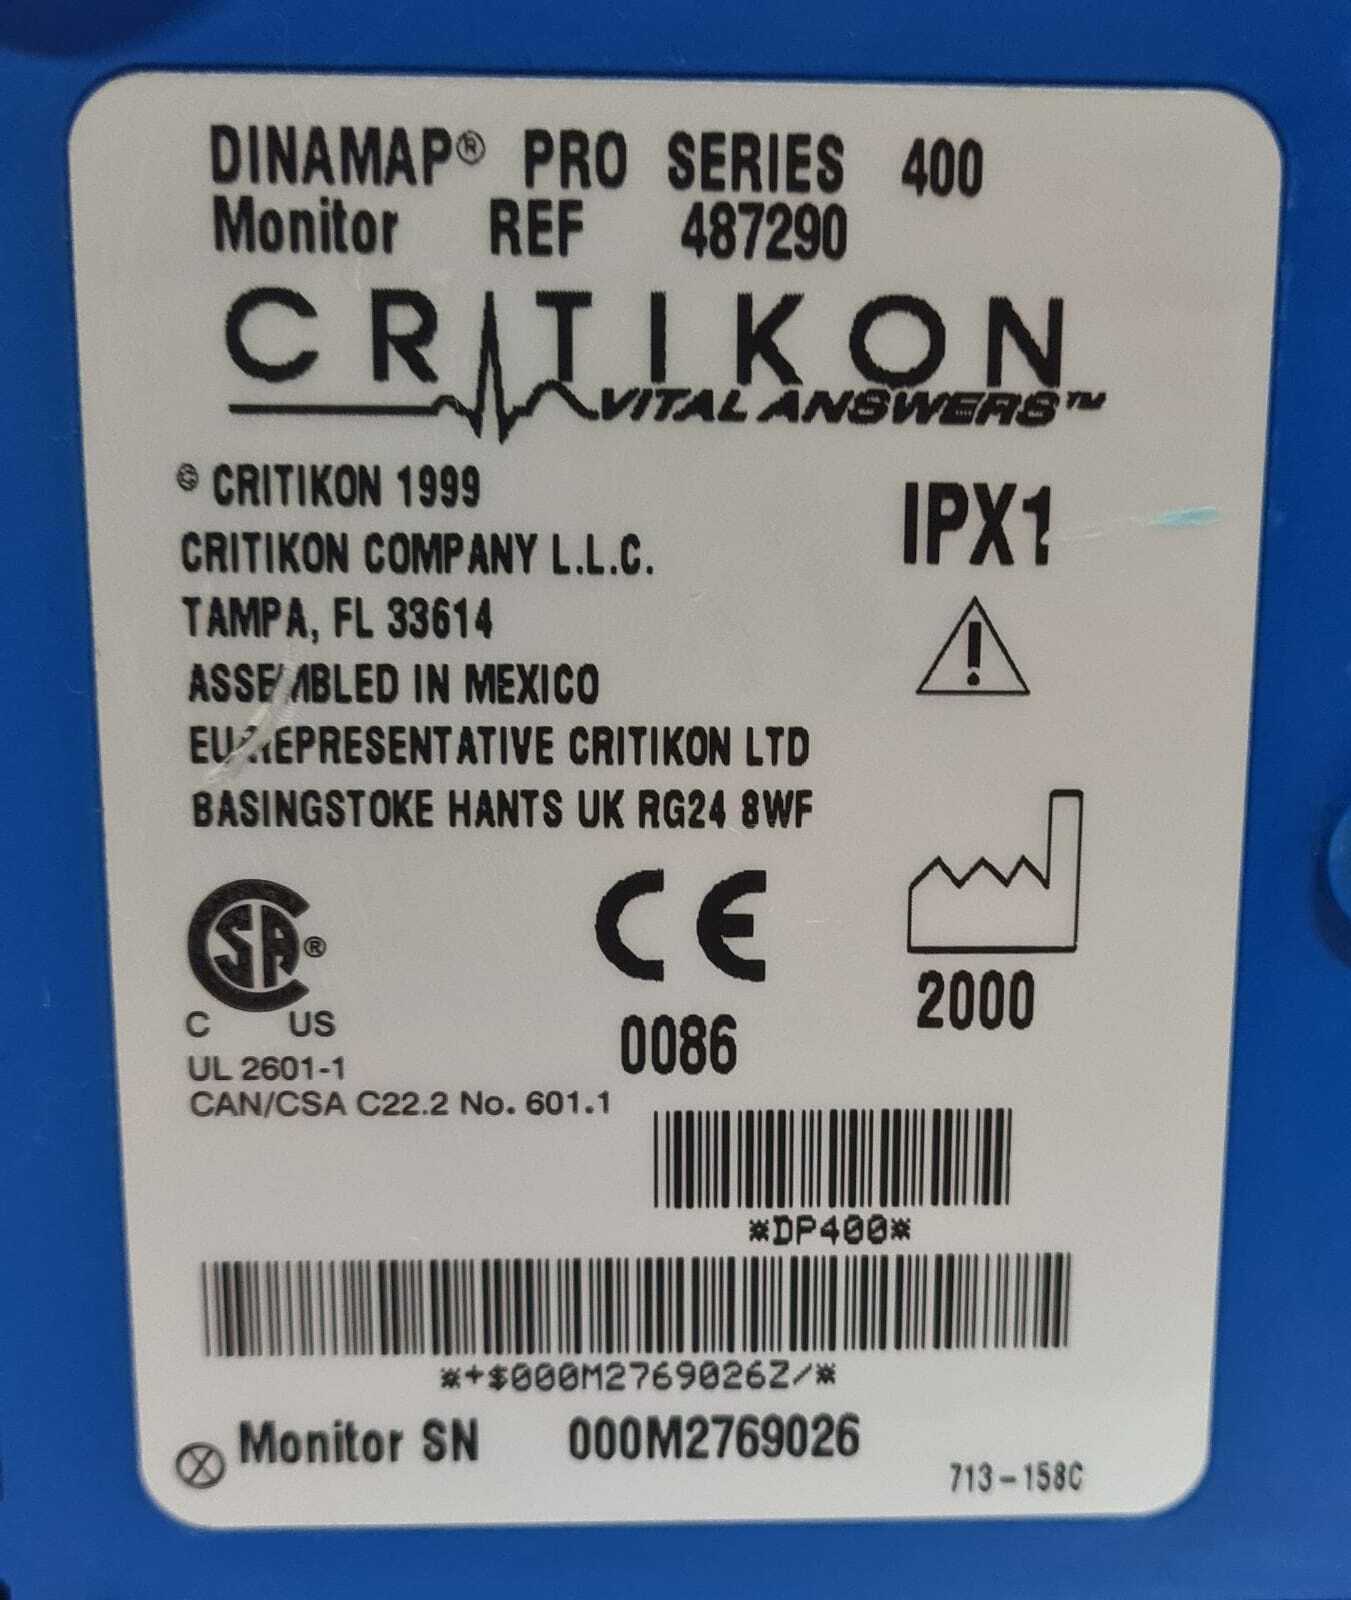 DINAMAP® PRO SERIES 400
Monitor REF 487290
CRITIKON
VITAL ANSWERS™
© CRITIKON 1999
IPX1
CRITIKON COMPANY L.L.C.
TAMPA, FL 33614
ASSEMBLED IN MEXICO
EU REPRESENTATIVE CRITIKON LTD
BASINGSTOKE HANTS UK RG24 8WF
CSA®
C US
UL 2601-1
CAN/CSA C22.2 No. 601.1
CE
0086
2000
*DP400*
*+$000M2769026Z/*
Monitor SN 000M2769026
713-158C